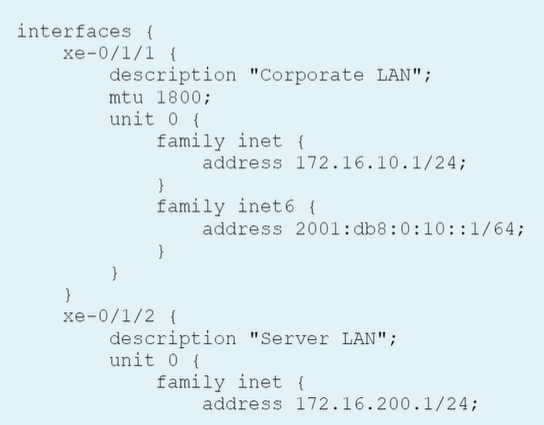 interfaces {
    xe-0/1/1 {
        description "Corporate LAN";
        mtu 1800;
        unit 0 {
            family inet {
                address 172.16.10.1/24;
            }
            family inet6 {
                address 2001:db8:0:10::1/64;
            }
        }
    }
    xe-0/1/2 {
        description "Server LAN";
        unit 0 {
            family inet {
                address 172.16.200.1/24;